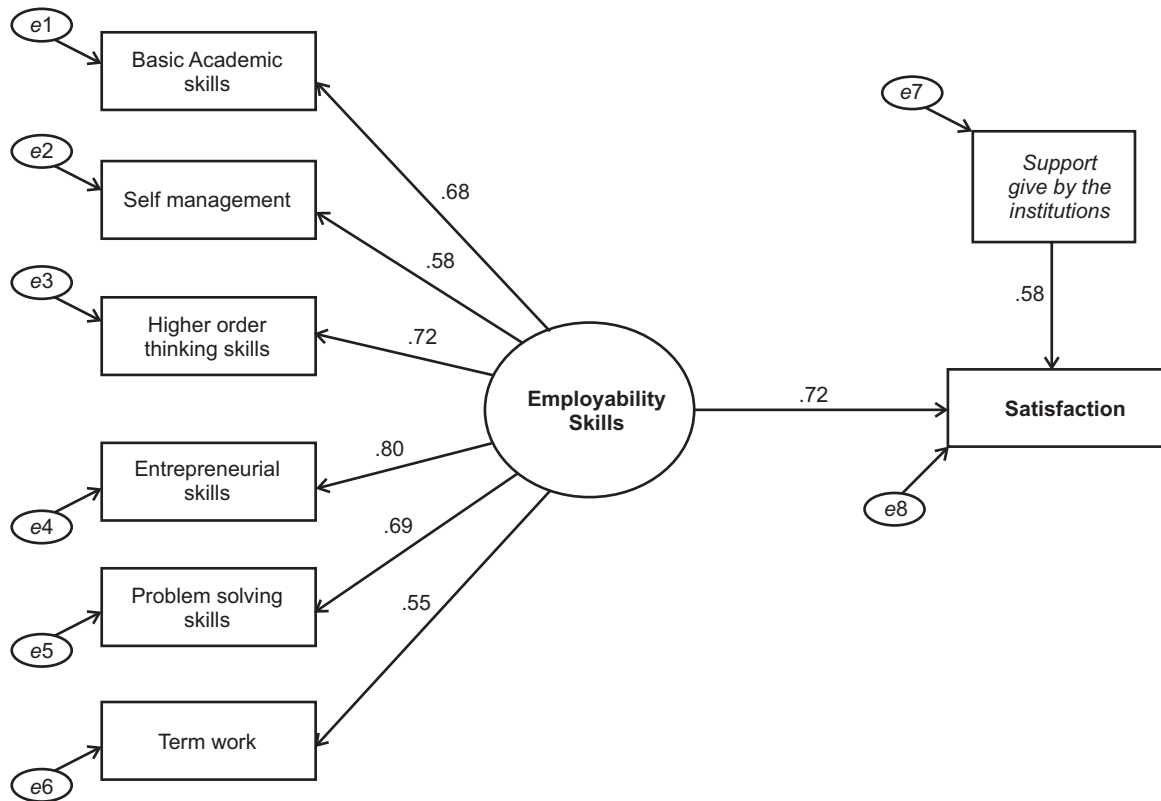 e1
Basic Academic
skills
e2
Self management
e3
Higher order
thinking skills
e4
Entrepreneurial
skills
e5
Problem solving
skills
e6
Term work
.68
.58
.72
.80
.69
.55
Employability
Skills
.72
e7
Support
give by the
institutions
.58
Satisfaction
e8